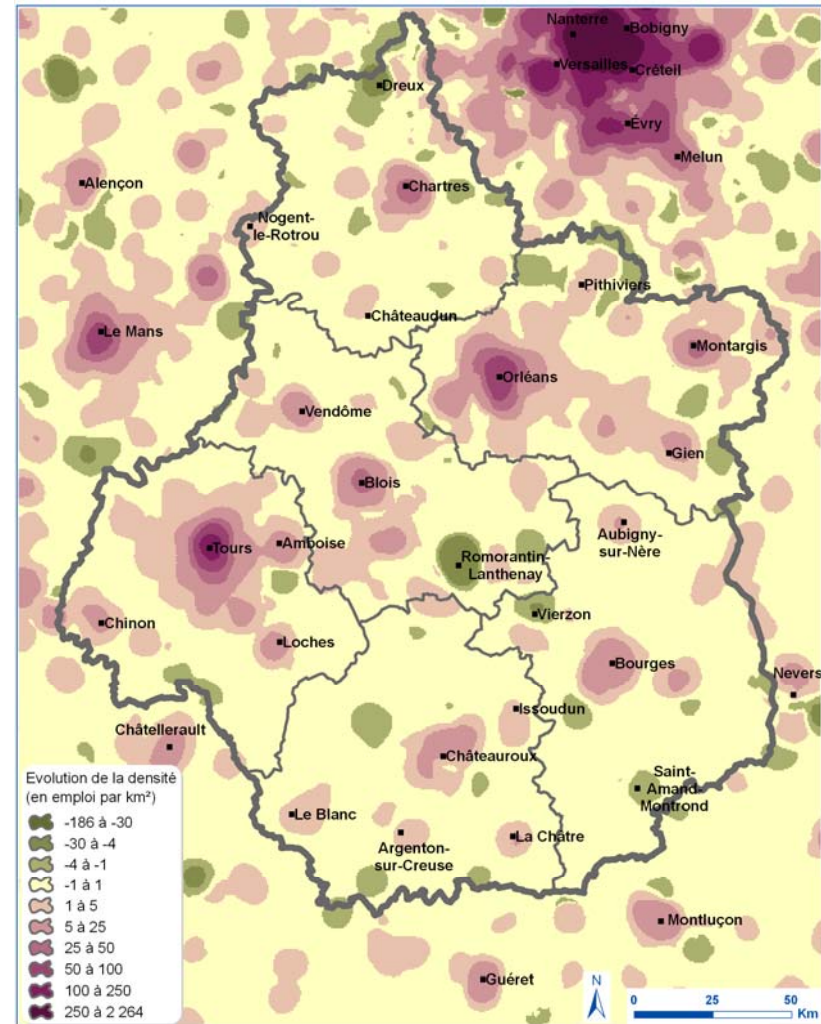 Nanterre
Bobigny
Versailles
Créteil
Dreux
Évry
Melun
Alençon
Chartres
Nogent-
le-Rotrou
Pithiviers
Châteaudun
Le Mans
Montargis
Orléans
Vendôme
Gien
Blois
Aubigny-
sur-Nère
Tours
Amboise
Romorantin-
Lanthenay
Vierzon
Chinon
Loches
Bourges
Nevers
Issoudun
Châtellerault
Châteauroux
Saint-
Amand-
Montrond
Le Blanc
Argenton-
sur-Creuse
La Châtre
Montluçon
Guéret
Evolution de la densité
(en emploi par km²)
-186 à -30
-30 à -4
-4 à -1
-1 à 1
1 à 5
5 à 25
25 à 50
50 à 100
100 à 250
250 à 2 264
N
0 25 50
Km